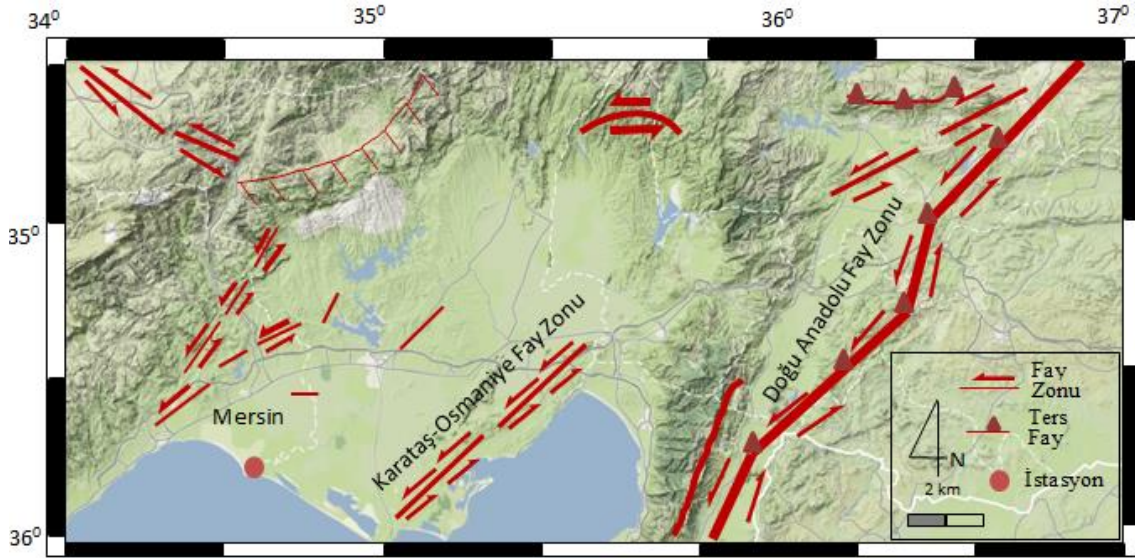 34⁰
35⁰
36⁰
37⁰
35⁰
36⁰
Mersin
Karataş-Osmaniye Fay Zonu
Doğu Anadolu Fay Zonu
Fay
Zonu
Ters
Fay
N
2 km
İstasyon